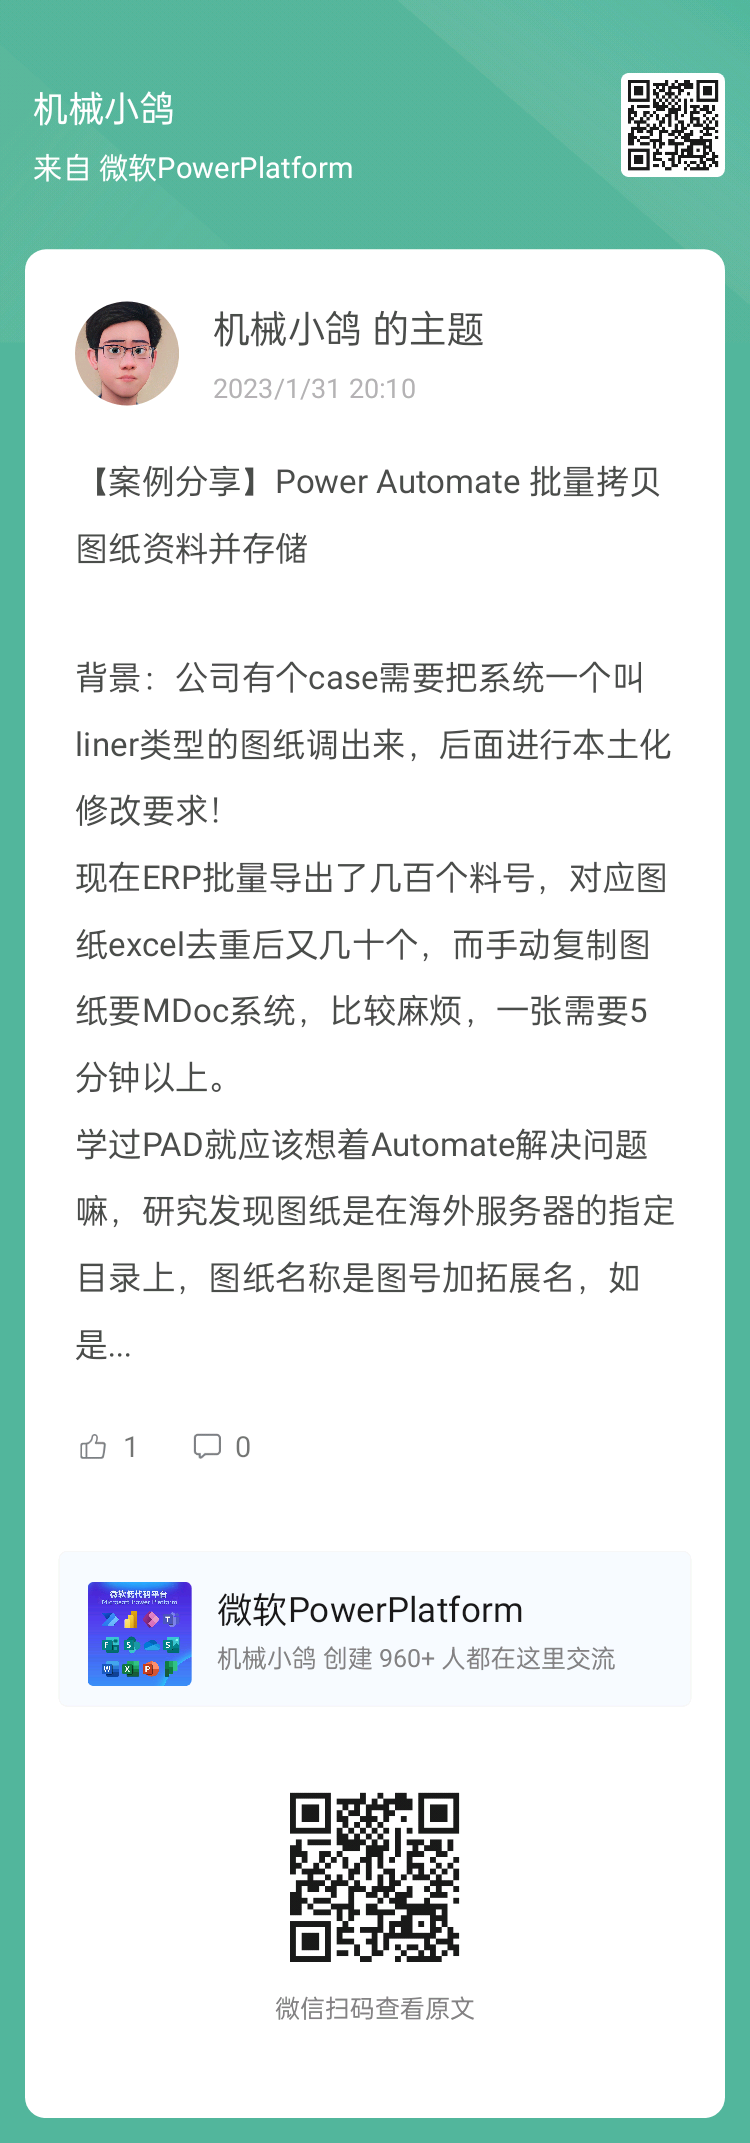 机械小鸽
来自 微软PowerPlatform
机械小鸽 的主题
2023/1/31 20:10
【案例分享】Power Automate 批量拷贝
图纸资料并存储
背景：公司有个case需要把系统一个叫
liner类型的图纸调出来，后面进行本土化
修改要求！
现在ERP批量导出了几百个料号，对应图
纸excel去重后又几十个，而手动复制图
纸要MDoc系统，比较麻烦，一张需要5
分钟以上。
学过PAD就应该想着Automate解决问题
嘛，研究发现图纸是在海外服务器的指定
目录上，图纸名称是图号加拓展名，如
是...
1 0
微软低代码平台
Microsoft Power Platform
微软PowerPlatform
机械小鸽 创建 960+ 人都在这里交流
微信扫码查看原文